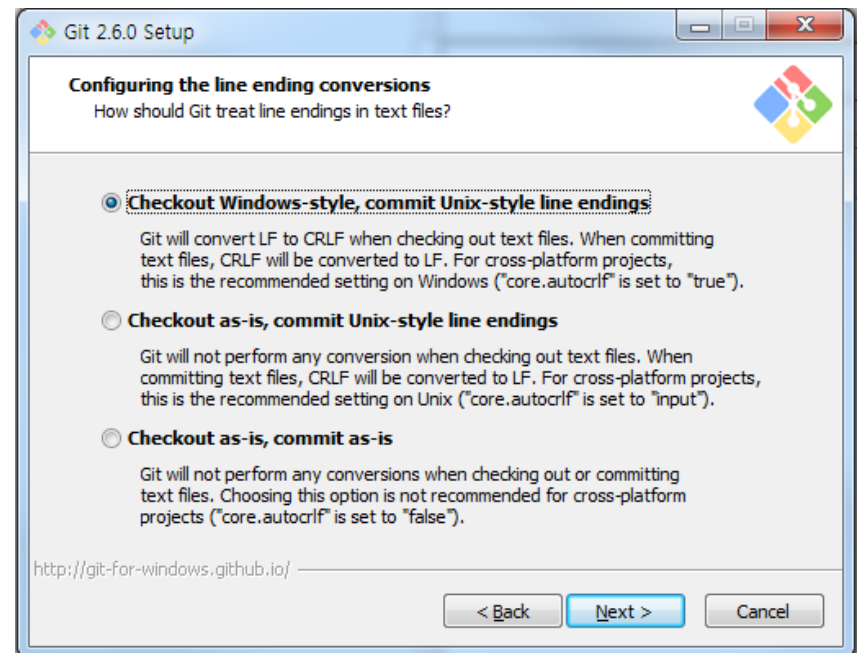 Git 2.6.0 Setup
Configuring the line ending conversions
How should Git treat line endings in text files?
Checkout Windows-style, commit Unix-style line endings
Git will convert LF to CRLF when checking out text files. When committing
text files, CRLF will be converted to LF. For cross-platform projects,
this is the recommended setting on Windows ("core.autocrlf" is set to "true").
Checkout as-is, commit Unix-style line endings
Git will not perform any conversion when checking out text files. When
committing text files, CRLF will be converted to LF. For cross-platform projects,
this is the recommended setting on Unix ("core.autocrlf" is set to "input").
Checkout as-is, commit as-is
Git will not perform any conversions when checking out or committing
text files. Choosing this option is not recommended for cross-platform
projects ("core.autocrlf" is set to "false").
http://git-for-windows.github.io/
< Back Next > Cancel